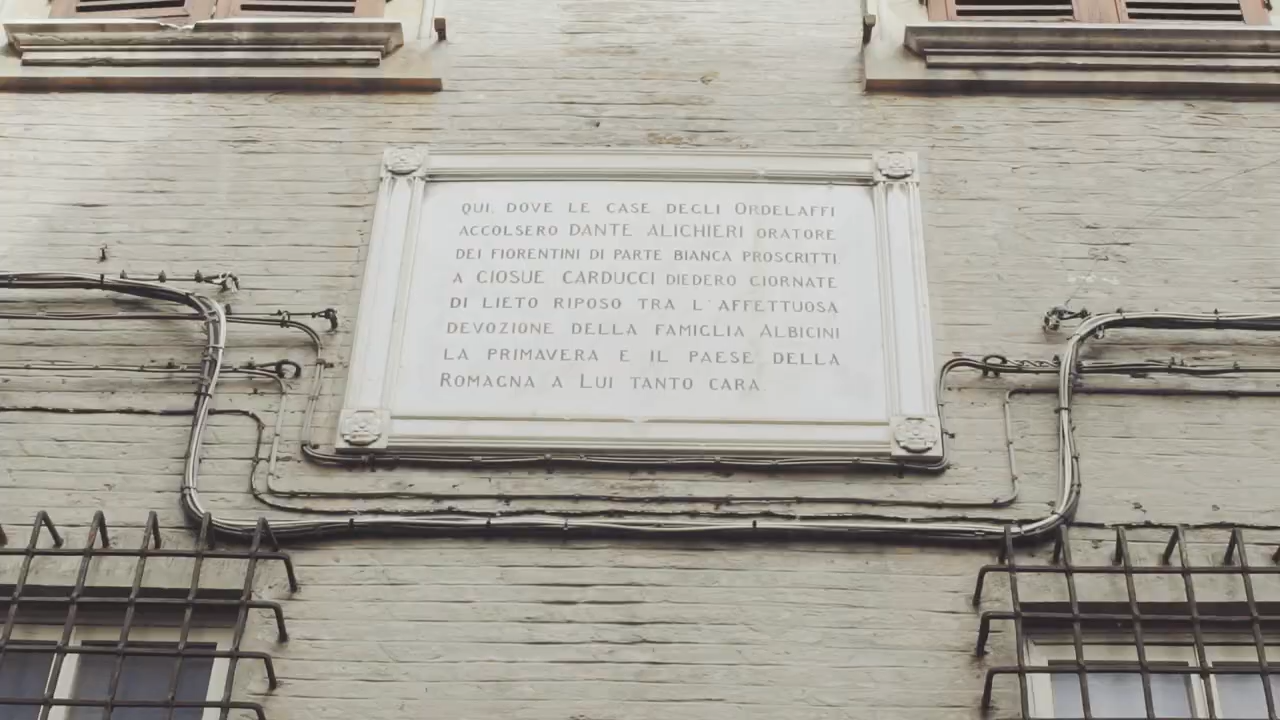 QUI, DOVE LE CASE DEGLI ORDELAFFI
ACCOLSERO DANTE ALIGHIERI ORATORE
DEI FIORENTINI DI PARTE BIANCA PROSCRITTI
A GIOSUE CARDUCCI DIEDERO GIORNATE
DI LIETO RIPOSO TRA L'AFFETTUOSA
DEVOZIONE DELLA FAMIGLIA ALBICINI
LA PRIMAVERA E IL PAESE DELLA
ROMAGNA A LUI TANTO CARA